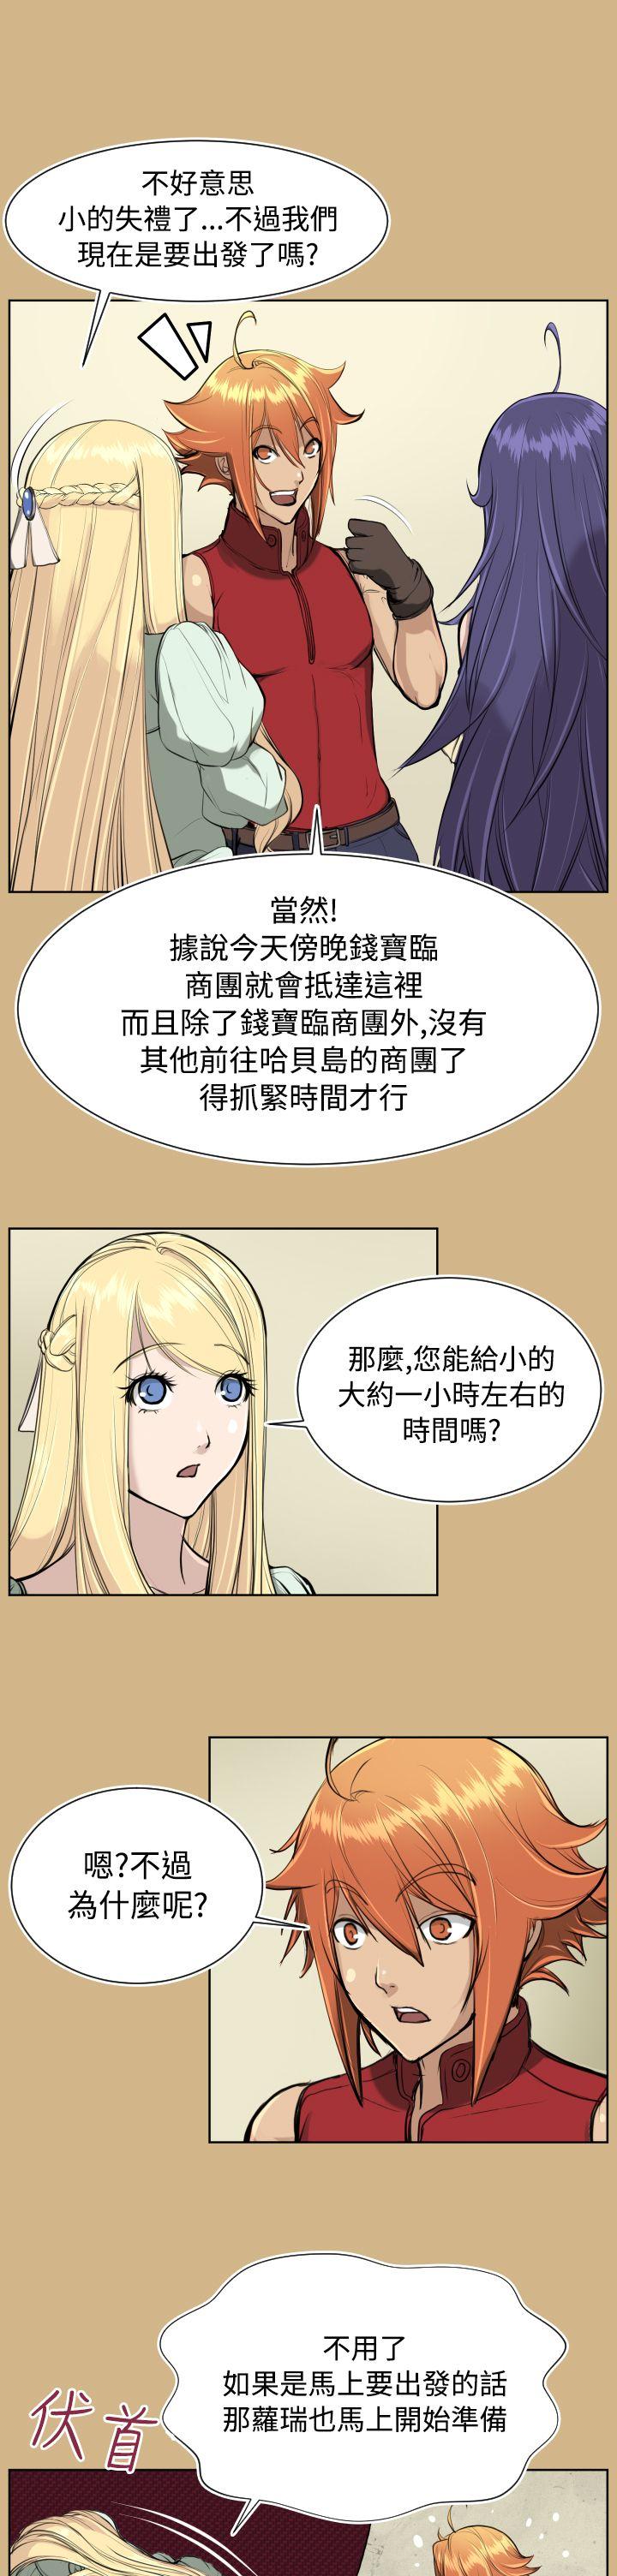 不好意思
小的失禮了...不過我們
現在是要出發了嗎?
當然!
據說今天傍晚錢寶臨
商團就會抵達這裡
而且除了錢寶臨商團外,沒有
其他前往哈貝島的商團了
得抓緊時間才行
那麼,您能給小的
大約一小時左右的
時間嗎?
嗯?不過
為什麼呢?
不用了
如果是馬上要出發的話
那蘿瑞也馬上開始準備
伏首